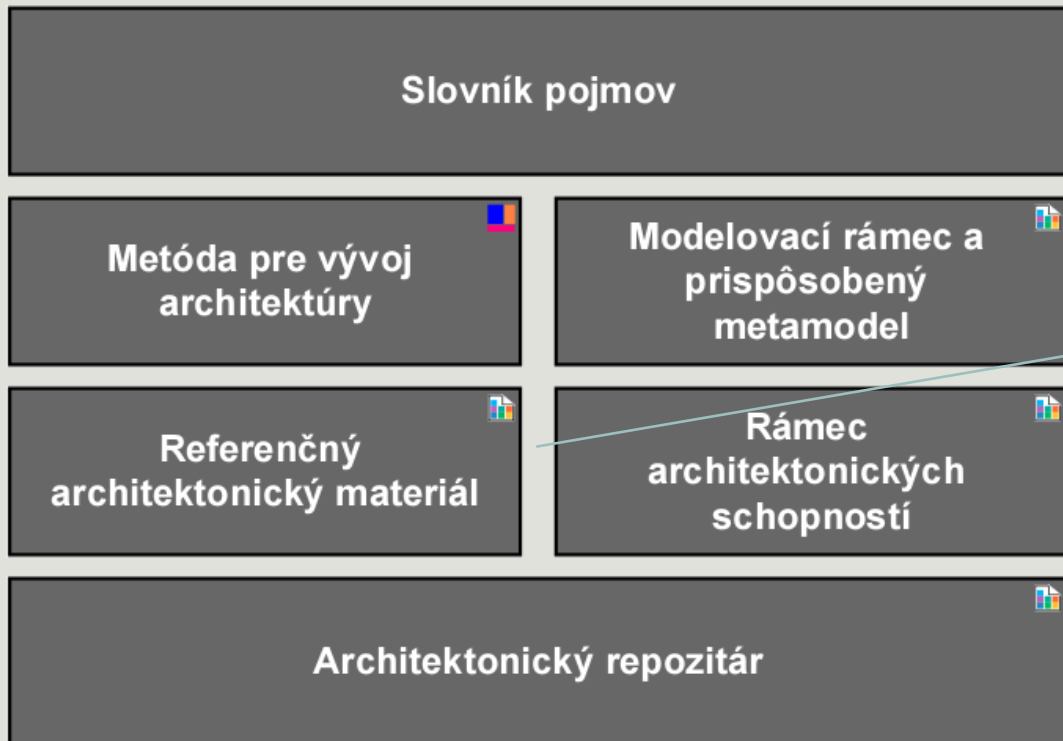 Slovník pojmov
Metóda pre vývoj
architektúry
Modelovací rámec a
prispôsobený
metamodel
Referenčný
architektonický materiál
Rámec
architektonických
schopností
Architektonický repozitár